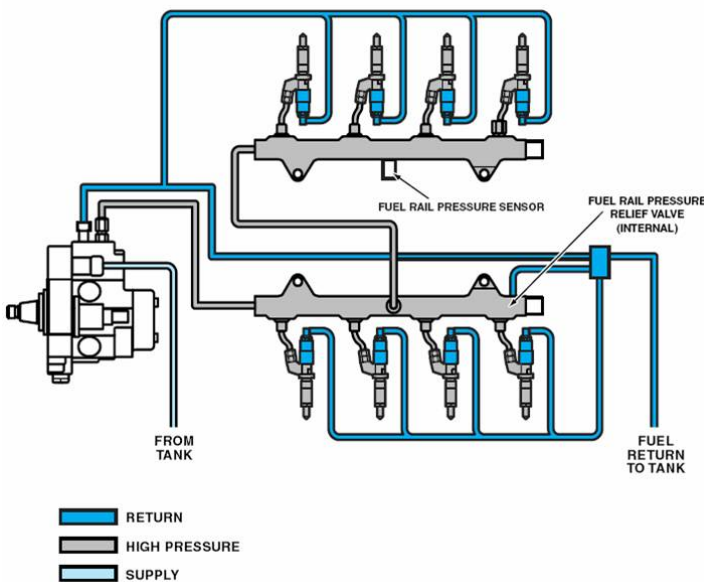 FUEL RAIL PRESSURE SENSOR
FUEL RAIL PRESSURE
RELIEF VALVE
(INTERNAL)
FROM
TANK
FUEL
RETURN
TO TANK
RETURN
HIGH PRESSURE
SUPPLY